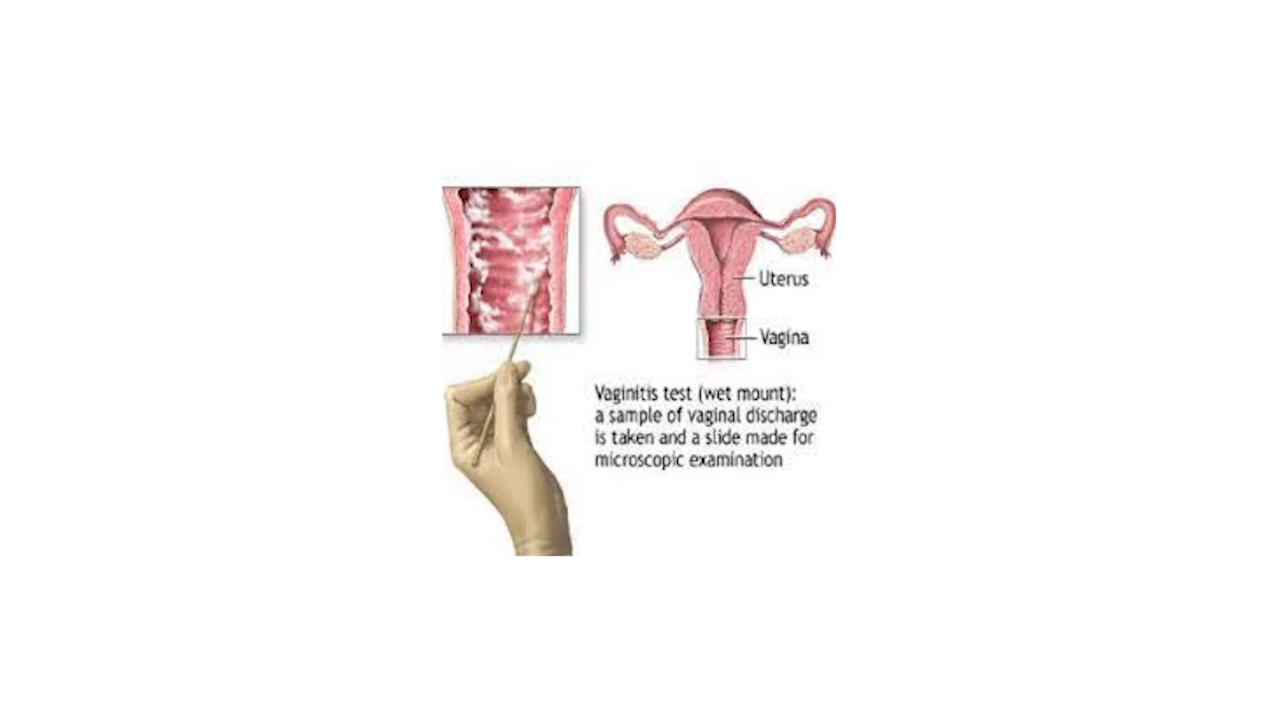 Uterus
Vagina
Vaginitis test (wet mount):
a sample of vaginal discharge
is taken and a slide made for
microscopic examination